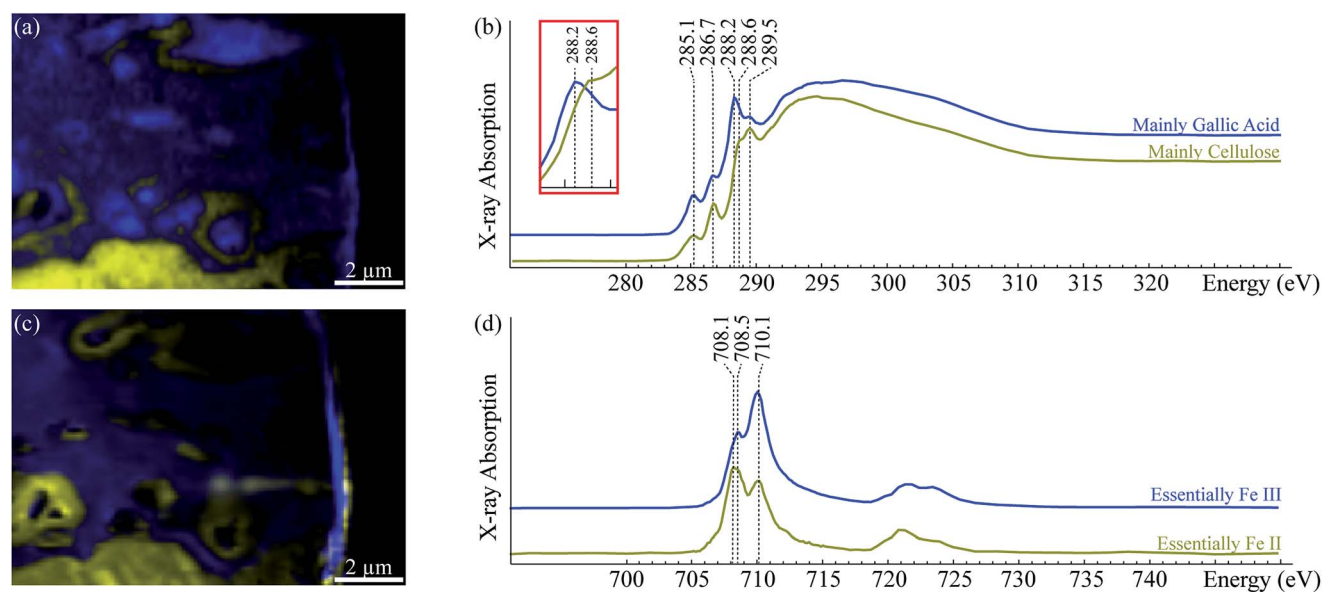 (a)
2 µm
(b)
288.2
288.6
285.1
286.7
288.2
288.6
289.5
X-ray Absorption
Mainly Gallic Acid
Mainly Cellulose
280 285 290 295 300 305 310 315 320 Energy (eV)
(c)
2 µm
(d)
708.1
708.5
710.1
X-ray Absorption
Essentially Fe III
Essentially Fe II
700 705 710 715 720 725 730 735 740 Energy (eV)